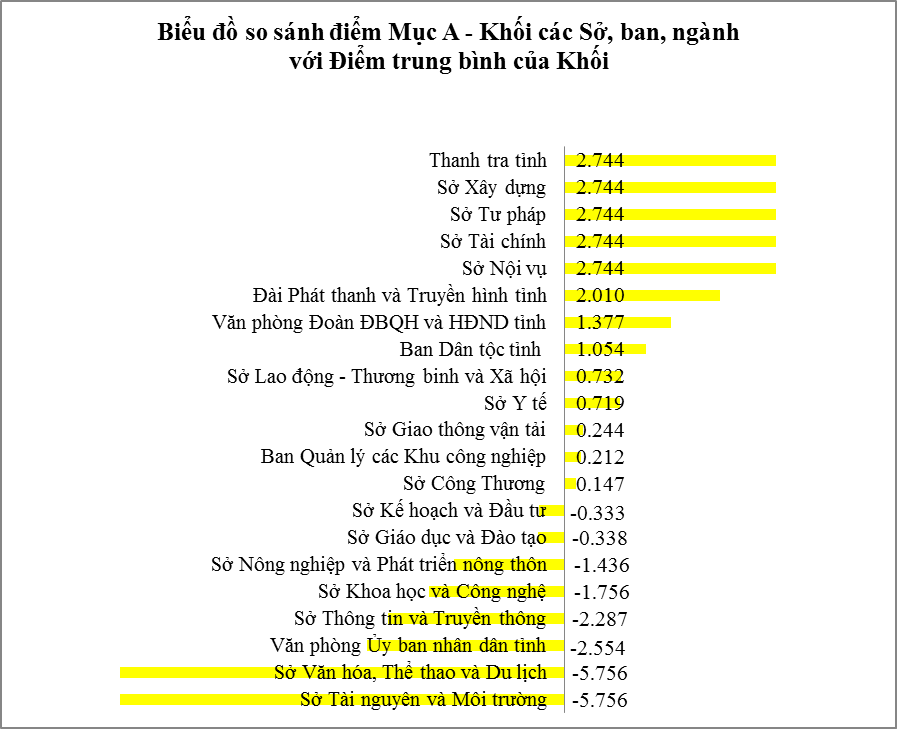 Biểu đồ so sánh điểm Mục A - Khối các Sở, ban, ngành
với Điểm trung bình của Khối
Thanh tra tỉnh 2.744
Sở Xây dựng 2.744
Sở Tư pháp 2.744
Sở Tài chính 2.744
Sở Nội vụ 2.744
Đài Phát thanh và Truyền hình tỉnh 2.010
Văn phòng Đoàn ĐBQH và HĐND tỉnh 1.377
Ban Dân tộc tỉnh 1.054
Sở Lao động - Thương binh và Xã hội 0.732
Sở Y tế 0.719
Sở Giao thông vận tải 0.244
Ban Quản lý các Khu công nghiệp 0.212
Sở Công Thương 0.147
Sở Kế hoạch và Đầu tư -0.333
Sở Giáo dục và Đào tạo -0.338
Sở Nông nghiệp và Phát triển nông thôn -1.436
Sở Khoa học và Công nghệ -1.756
Sở Thông tin và Truyền thông -2.287
Văn phòng Ủy ban nhân dân tỉnh -2.554
Sở Văn hóa, Thể thao và Du lịch -5.756
Sở Tài nguyên và Môi trường -5.756